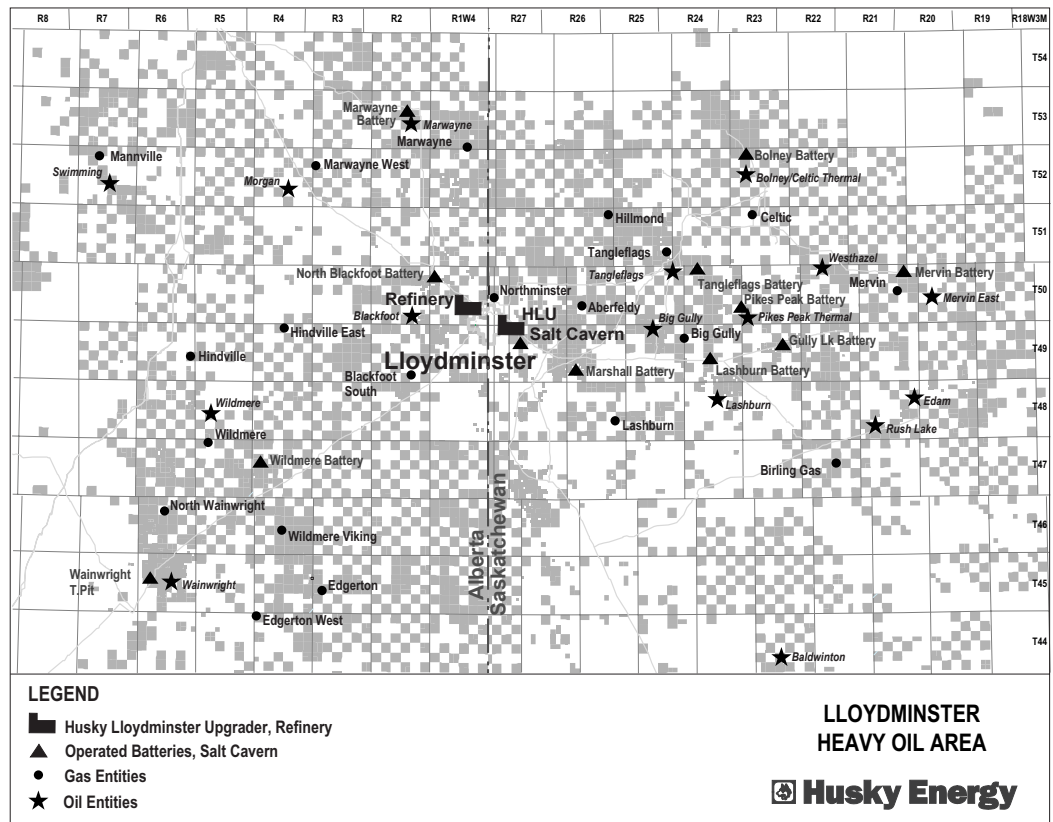 R8 R7 R6 R5 R4 R3 R2 R1W4 R27 R26 R25 R24 R23 R22 R21 R20 R19 R18W3M
T54
Marwayne
Battery
Marwayne
T53
Marwayne
Bolney Battery
Mannville
Marwayne West
Swimming
Morgan
Bolney/Celtic Thermal
T52
Hillmond
Celtic
T51
Tangleflags
Westhazel
North Blackfoot Battery
Tangleflags
Mervin Battery
Tangleflags Battery
Mervin
T50
Refinery
Northminster
Aberfeldy
Pikes Peak Battery
Mervin East
Blackfoot
HLU
Big Gully
Pikes Peak Thermal
Hindville East
Salt Cavern
Big Gully
Gully Lk Battery
T49
Hindville
Lloydminster
Blackfoot
South
Marshall Battery
Lashburn Battery
Wildmere
Lashburn
Edam
T48
Wildmere
Lashburn
Rush Lake
Wildmere Battery
Birling Gas
T47
North Wainwright
Wildmere Viking
T46
Alberta
Saskatchewan
Wainwright
T.Pit
Wainwright
Edgerton
T45
Edgerton West
T44
Baldwinton
LEGEND
Husky Lloydminster Upgrader, Refinery
Operated Batteries, Salt Cavern
Gas Entities
Oil Entities
LLOYDMINSTER
HEAVY OIL AREA
Husky Energy